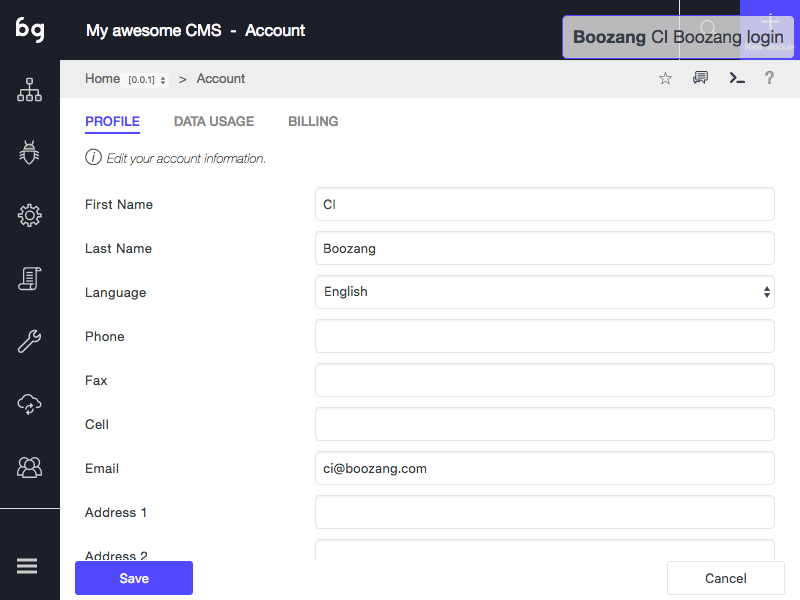 bg
My awesome CMS - Account
Boozang CI Boozang login
New Module
Home [0.0.1] > Account
?
PROFILE DATA USAGE BILLING
Edit your account information.
First Name CI
Last Name Boozang
Language English
Phone
Fax
Cell
Email ci@boozang.com
Address 1
Address 2
Save Cancel